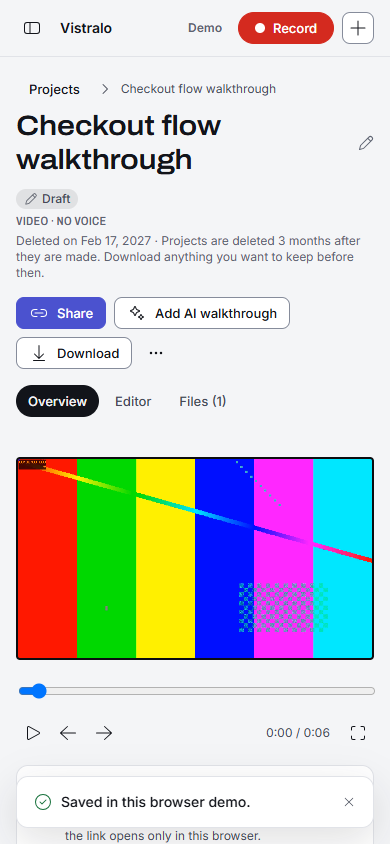 Vistralo
Demo
Record
Projects
Checkout flow walkthrough
Checkout flow
walkthrough
Draft
VIDEO · NO VOICE
Deleted on Feb 17, 2027 · Projects are deleted 3 months after
they are made. Download anything you want to keep before
then.
Share
Add AI walkthrough
Download
Overview
Editor
Files (1)
0:00 / 0:06
Saved in this browser demo.
the link opens only in this browser.